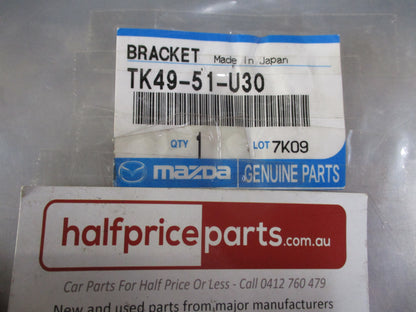 BRACKET Made In Japan
TK49-51-U30
QTY 1 LOT 7K09
mazda GENUINE PARTS
halfpriceparts.com.au
Car Parts For Half Price Or Less - Call 0412 760 479
New and used parts from major manufacturers